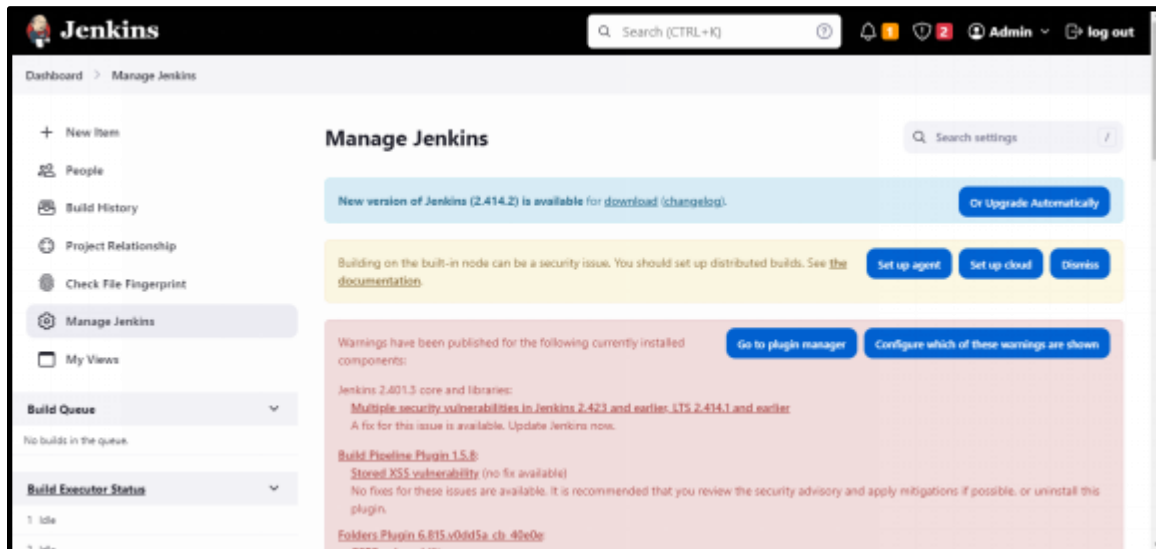 Jenkins
Search (CTRL+K)
1
2
Admin
log out
Dashboard > Manage Jenkins
New Item
People
Build History
Project Relationship
Check File Fingerprint
Manage Jenkins
My Views
Build Queue
No builds in the queue.
Build Executor Status
1 Idle
2 Idle
Manage Jenkins
Search settings
/
New version of Jenkins (2.414.2) is available for download (changelog).
Or Upgrade Automatically
Building on the built-in node can be a security issue. You should set up distributed builds. See the
documentation.
Set up agent
Set up cloud
Dismiss
Warnings have been published for the following currently installed
components:
Go to plugin manager
Configure which of these warnings are shown
Jenkins 2.401.3 core and libraries:
Multiple security vulnerabilities in Jenkins 2.423 and earlier, LTS 2.414.1 and earlier
A fix for this issue is available. Update Jenkins now.
Build Pipeline Plugin 1.5.8:
Stored XSS vulnerability (no fix available)
No fixes for these issues are available. It is recommended that you review the security advisory and apply mitigations if possible, or uninstall this
plugin.
Folders Plugin 6.815.v0dd5a_cb_40e0e: